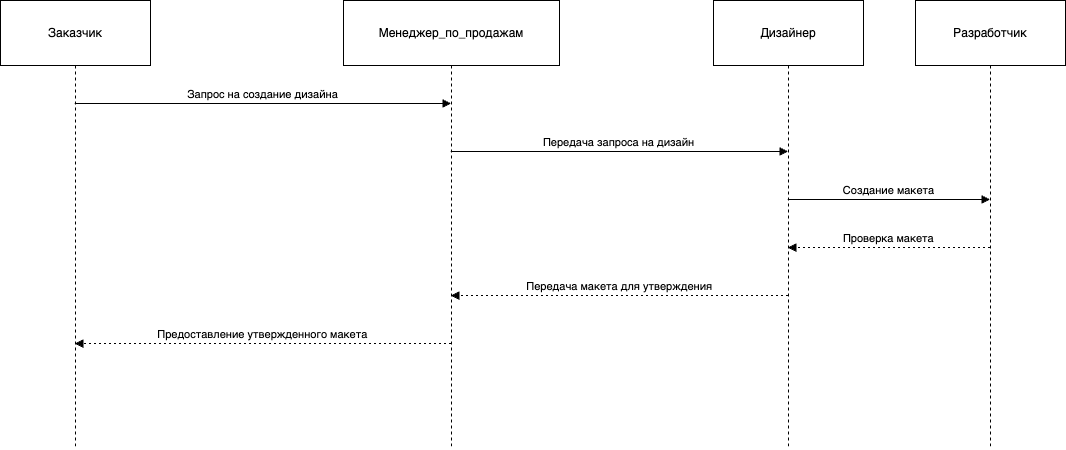 Заказчик
Менеджер_по_продажам
Дизайнер
Разработчик
Запрос на создание дизайна
Передача запроса на дизайн
Создание макета
Проверка макета
Передача макета для утверждения
Предоставление утвержденного макета